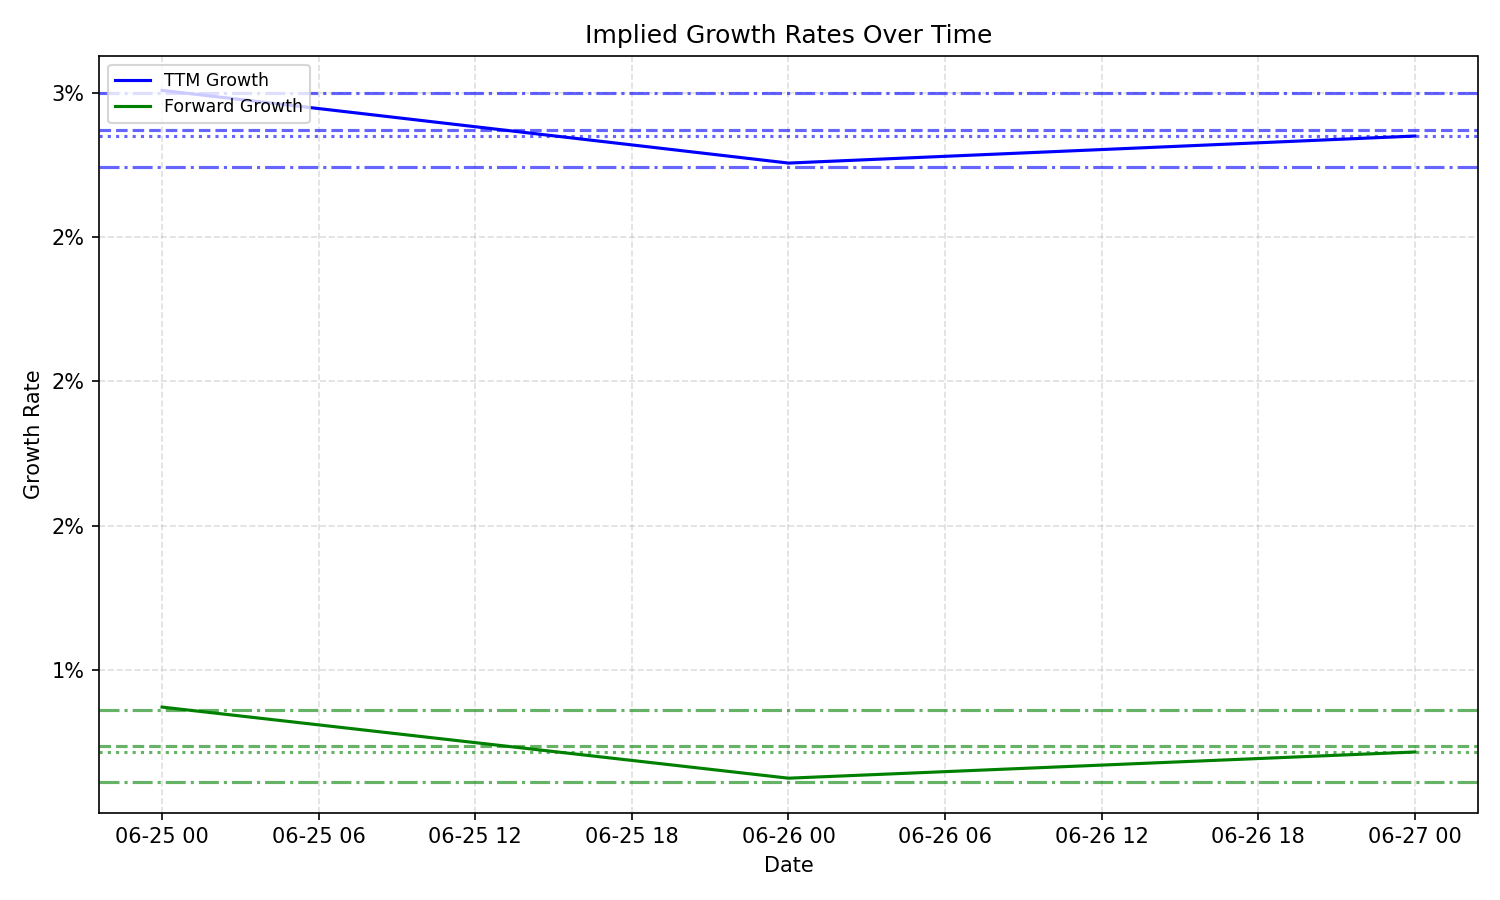 Implied Growth Rates Over Time
TTM Growth
Forward Growth
3%
2%
2%
2%
1%
Growth Rate
06-25 00
06-25 06
06-25 12
06-25 18
06-26 00
06-26 06
06-26 12
06-26 18
06-27 00
Date